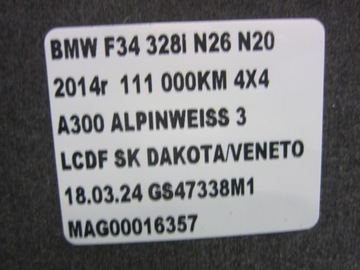 BMW F34 328I N26 N20
2014r 111 000KM 4X4
A300 ALPINWEISS 3
LCDF SK DAKOTA/VENETO
18.03.24 GS47338M1
MAG00016357